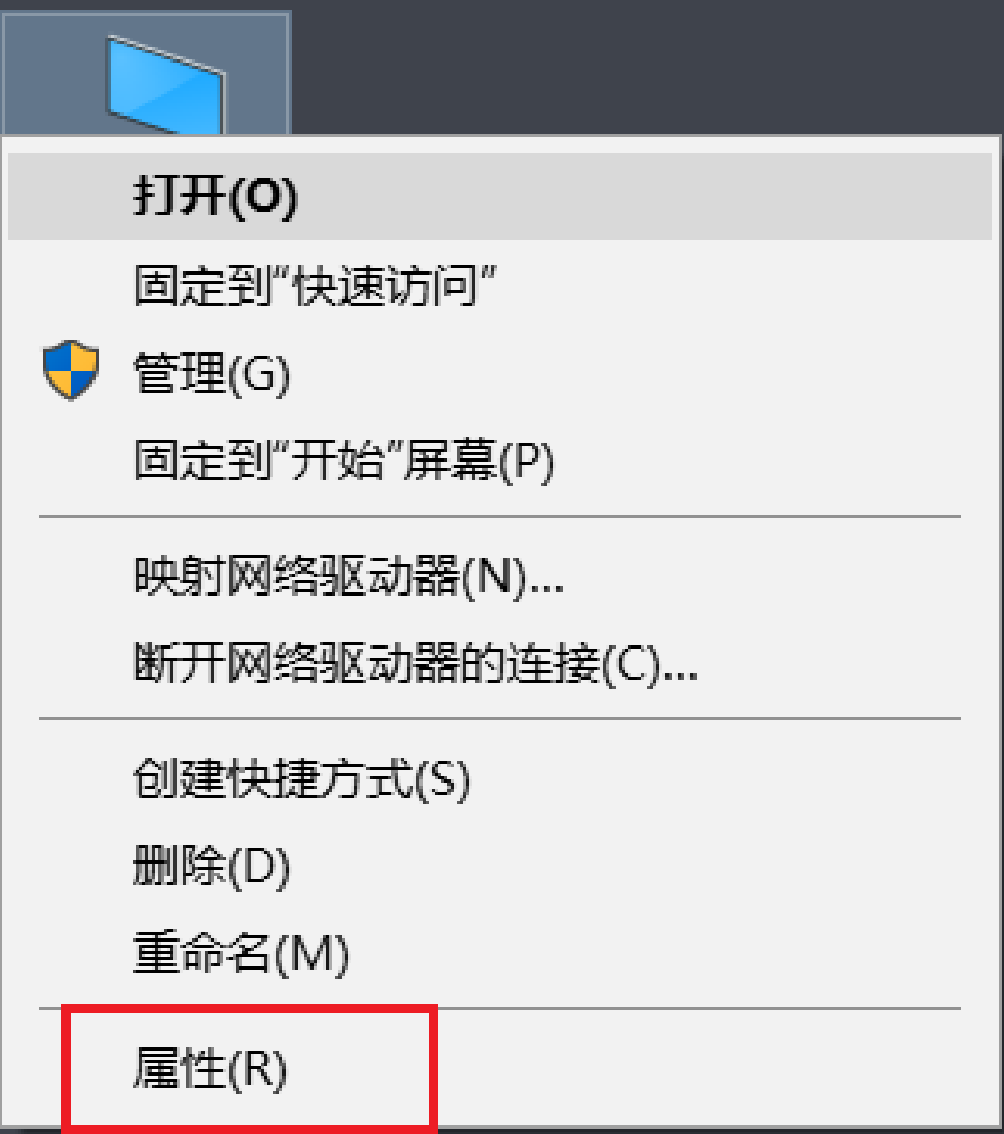 打开(O)
固定到"快速访问"
管理(G)
固定到"开始"屏幕(P)
映射网络驱动器(N)...
断开网络驱动器的连接(C)...
创建快捷方式(S)
删除(D)
重命名(M)
属性(R)